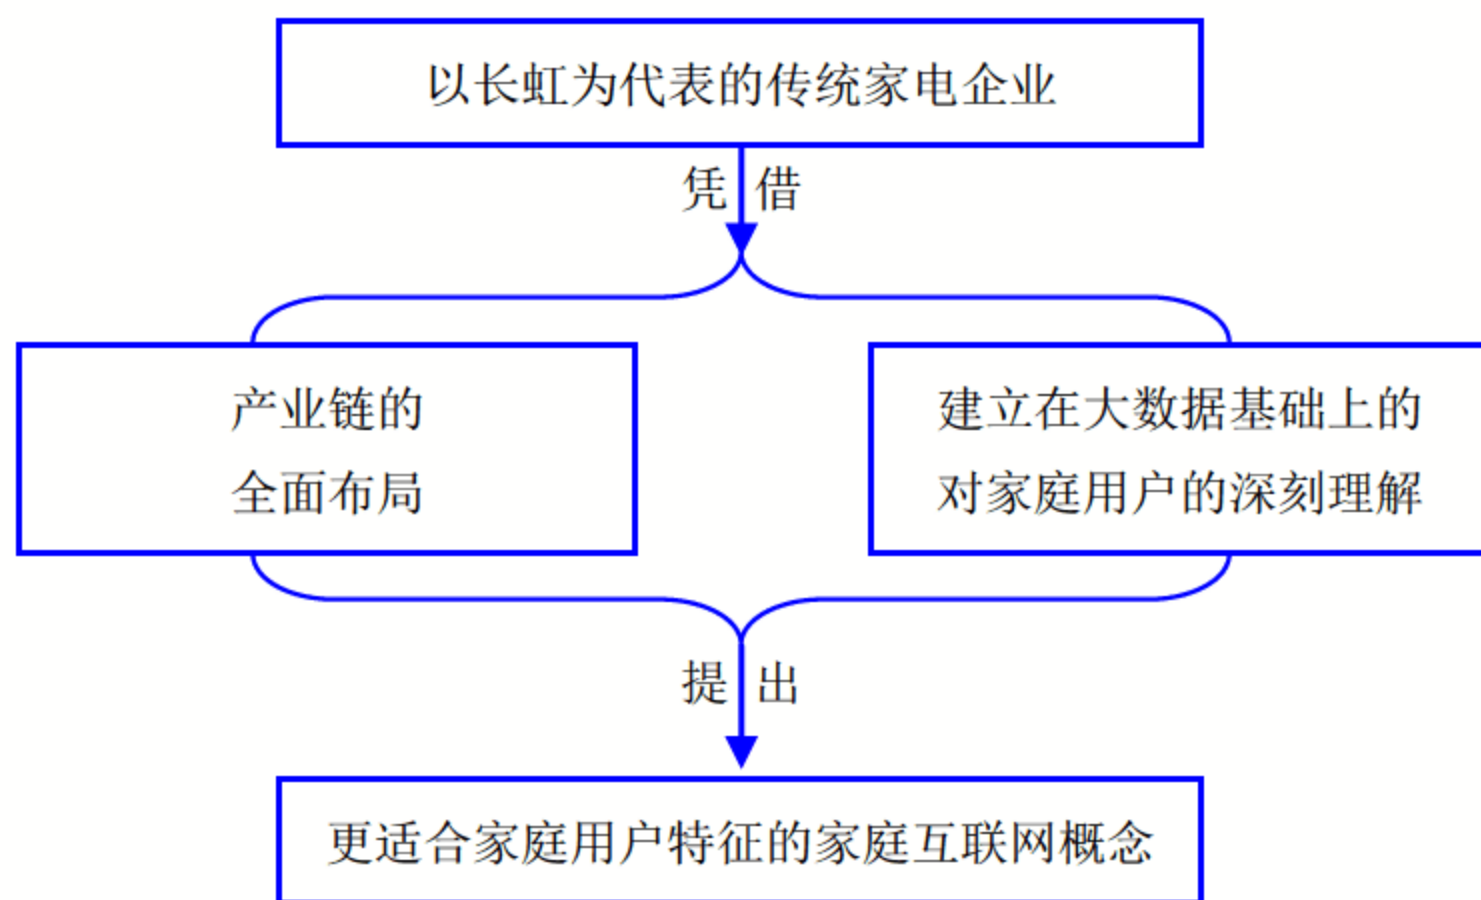 以长虹为代表的传统家电企业
凭借
产业链的
全面布局
建立在大数据基础上的
对家庭用户的深刻理解
提出
更适合家庭用户特征的家庭互联网概念